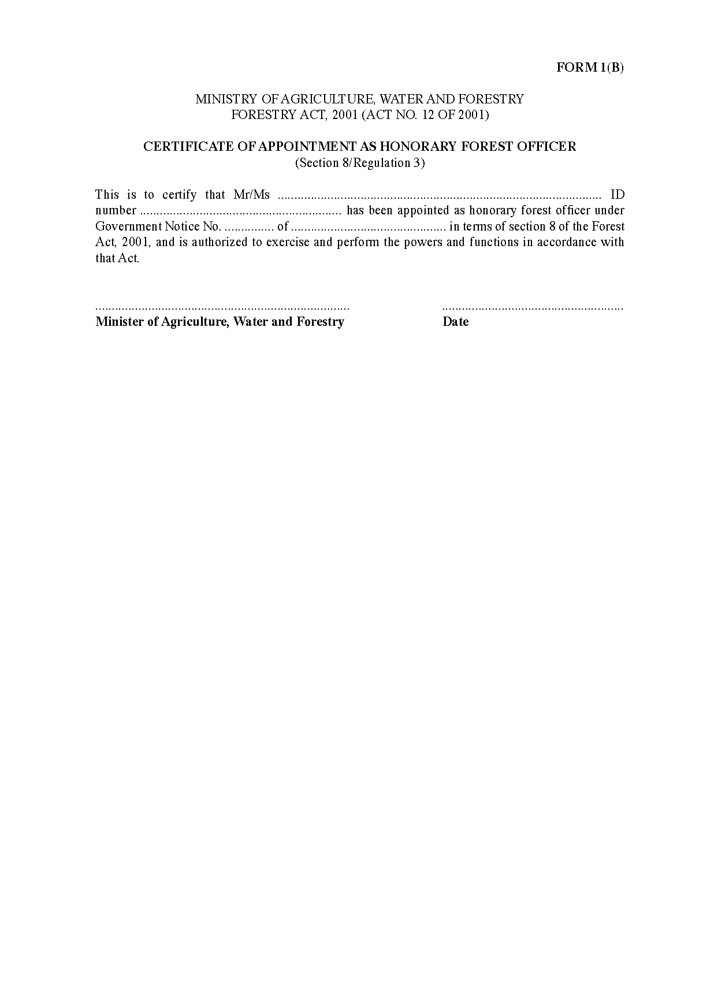 FORM 1(B)
MINISTRY OF AGRICULTURE, WATER AND FORESTRY
FORESTRY ACT, 2001 (ACT NO. 12 OF 2001)
CERTIFICATE OF APPOINTMENT AS HONORARY FOREST OFFICER
(Section 8/Regulation 3)
This is to certify that Mr/Ms .................................................................................................. ID
number ............................................................. has been appointed as honorary forest officer under
Government Notice No. ............... of ............................................... in terms of section 8 of the Forest
Act, 2001, and is authorized to exercise and perform the powers and functions in accordance with
that Act.
............................................................................. .......................................................
Minister of Agriculture, Water and Forestry Date